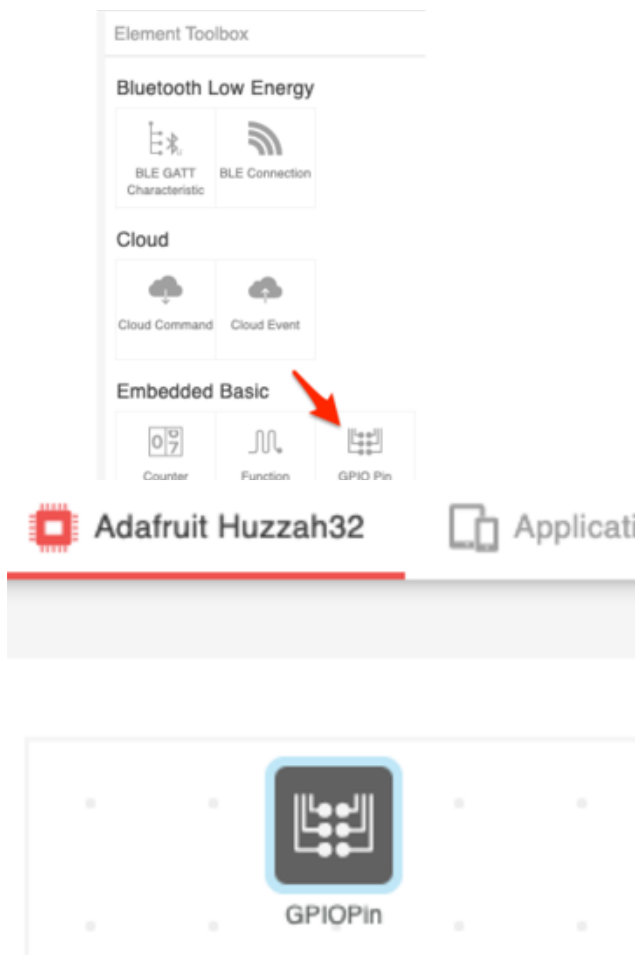 Element Toolbox
Bluetooth Low Energy
BLE GATT
Characteristic
BLE Connection
Cloud
Cloud Command
Cloud Event
Embedded Basic
Counter
Function
GPIO Pin
Adafruit Huzzah32
Applicati
GPIOPin